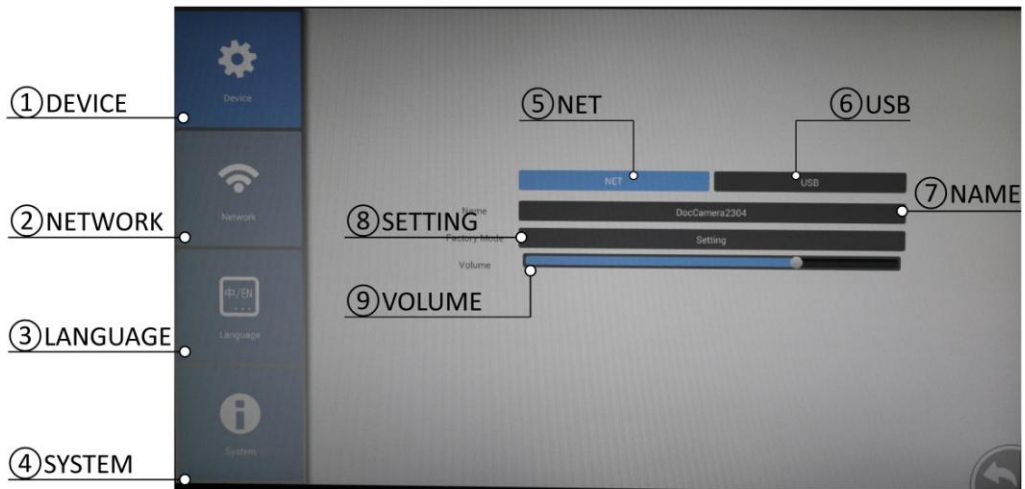 ①DEVICE
Device
⑤NET
⑥USB
②NETWORK
Network
NET
USB
⑦NAME
Name
DocCamera2304
⑧SETTING
Factory Mode
Setting
Volume
⑨VOLUME
③LANGUAGE
中/EN
...
Language
④SYSTEM
System